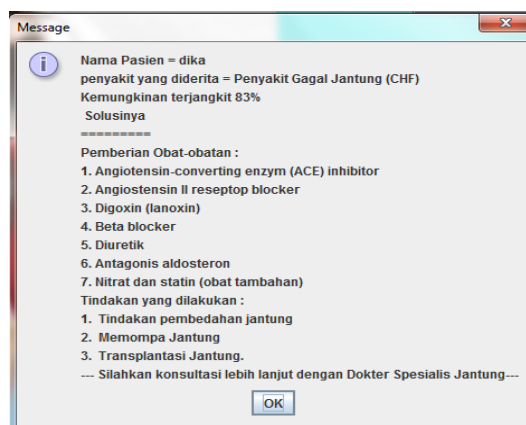 Message
Nama Pasien = dika
penyakit yang diderita = Penyakit Gagal Jantung (CHF)
Kemungkinan terjangkit 83%
Solusinya
=========
Pemberian Obat-obatan :
1. Angiotensin-converting enzym (ACE) inhibitor
2. Angiostensin II reseptop blocker
3. Digoxin (lanoxin)
4. Beta blocker
5. Diuretik
6. Antagonis aldosteron
7. Nitrat dan statin (obat tambahan)
Tindakan yang dilakukan :
1. Tindakan pembedahan jantung
2. Memompa Jantung
3. Transplantasi Jantung.
--- Silahkan konsultasi lebih lanjut dengan Dokter Spesialis Jantung---
OK